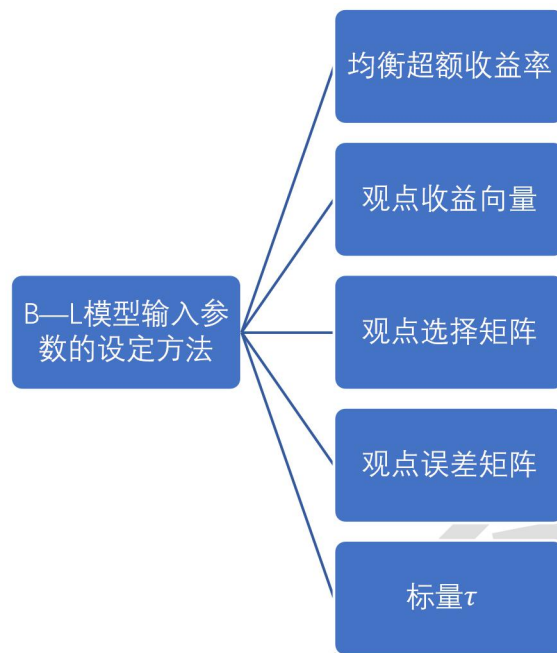 均衡超额收益率
观点收益向量
B—L模型输入参
数的设定方法
观点选择矩阵
观点误差矩阵
标量τ